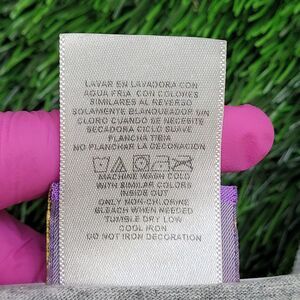 LAVAR EN LAVADORA CON
AGUA FRIA CON COLORES
SIMILARES AL REVERSO
SOLAMENTE BLANQUEADOR SIN
CLORO CUANDO SE NECESITE
SECADORA CICLO SUAVE
PLANCHA TIBIA
NO PLANCHAR LA DECORACION
MACHINE WASH COLD
WITH SIMILAR COLORS
INSIDE OUT
ONLY NON-CHLORINE
BLEACH WHEN NEEDED
TUMBLE DRY LOW
COOL IRON
DO NOT IRON DECORATION